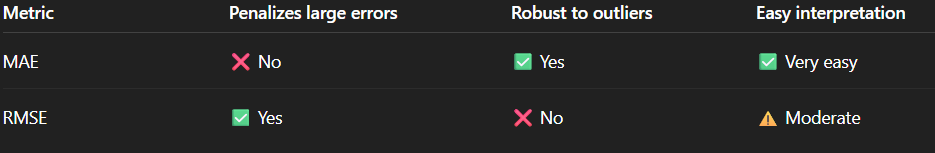 Metric Penalizes large errors Robust to outliers Easy interpretation
MAE ❌ No ✅ Yes ✅ Very easy
RMSE ✅ Yes ❌ No ⚠️ Moderate